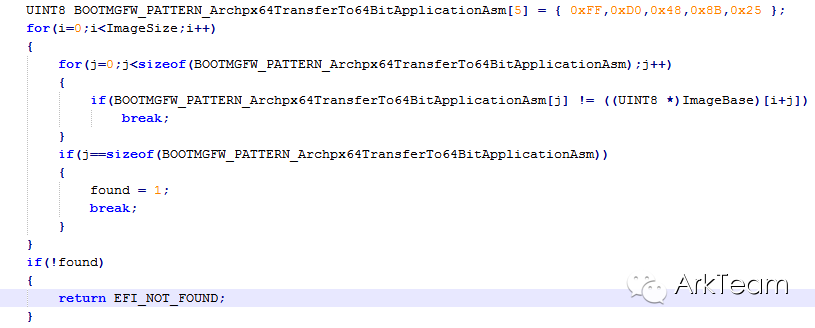 UINT8 BOOTMGFW_PATTERN_Archpx64TransferTo64BitApplicationAsm[5] = { 0xFF,0xD0,0x48,0x8B,0x25 };
for(i=0;i<ImageSize;i++)
{
    for(j=0;j<sizeof(BOOTMGFW_PATTERN_Archpx64TransferTo64BitApplicationAsm);j++)
    {
        if(BOOTMGFW_PATTERN_Archpx64TransferTo64BitApplicationAsm[j] != ((UINT8 *)ImageBase)[i+j])
            break;
    }
    if(j==sizeof(BOOTMGFW_PATTERN_Archpx64TransferTo64BitApplicationAsm))
    {
        found = 1;
        break;
    }
}
if(!found)
{
    return EFI_NOT_FOUND;
}
ArkTeam